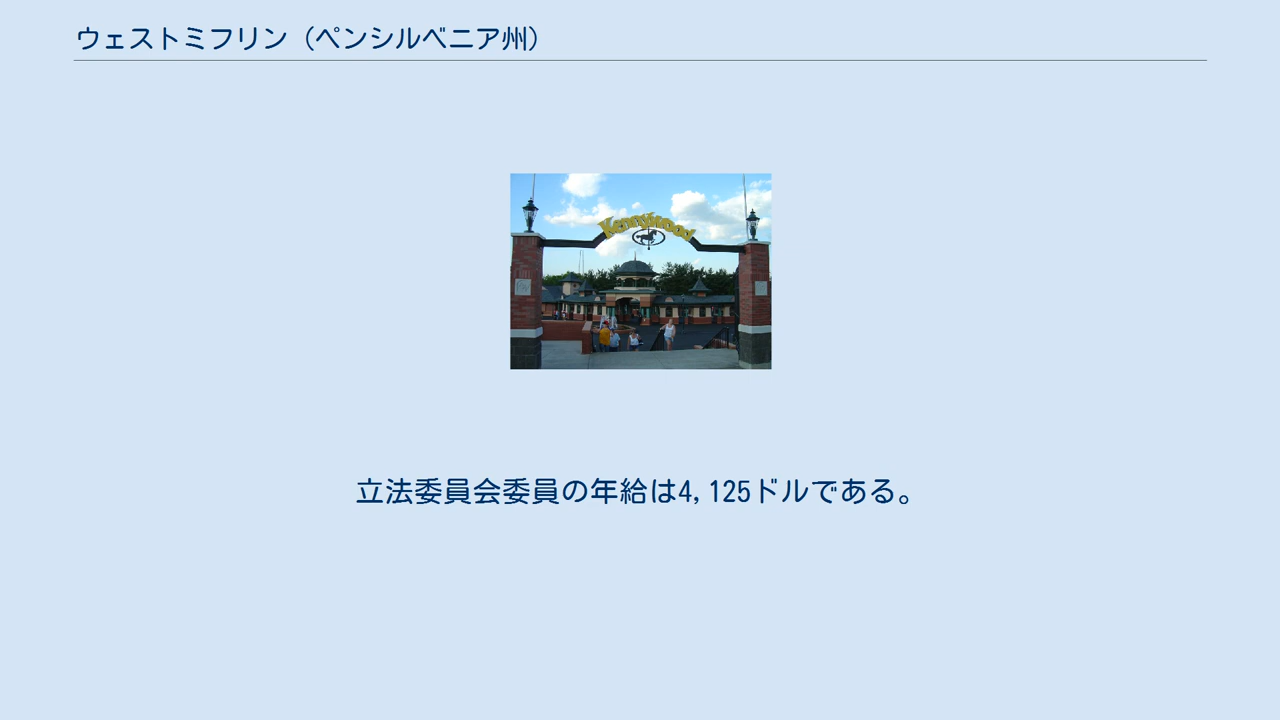 ウェストミフリン（ペンシルベニア州）
Kennywood
立法委員会委員の年給は4,125ドルである。